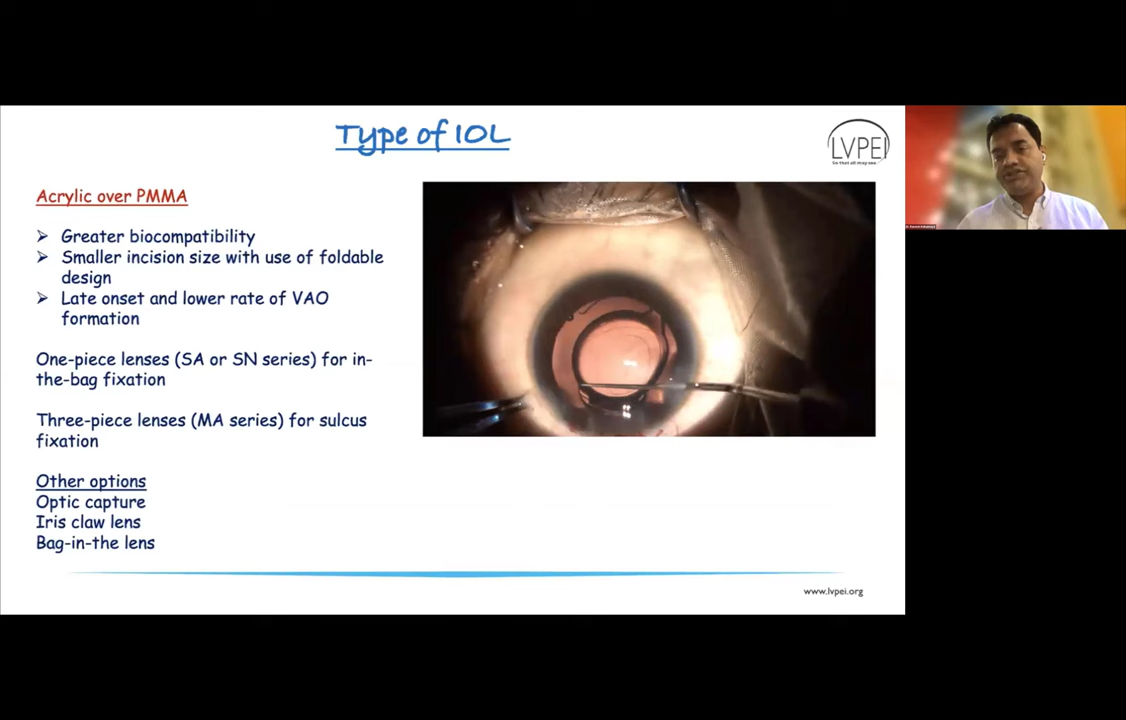 Type of IOL
LVPEI
So that all may see
Acrylic over PMMA
➢ Greater biocompatibility
➢ Smaller incision size with use of foldable
design
➢ Late onset and lower rate of VAO
formation
One-piece lenses (SA or SN series) for in-
the-bag fixation
Three-piece lenses (MA series) for sulcus
fixation
Other options
Optic capture
Iris claw lens
Bag-in-the lens
www.lvpei.org